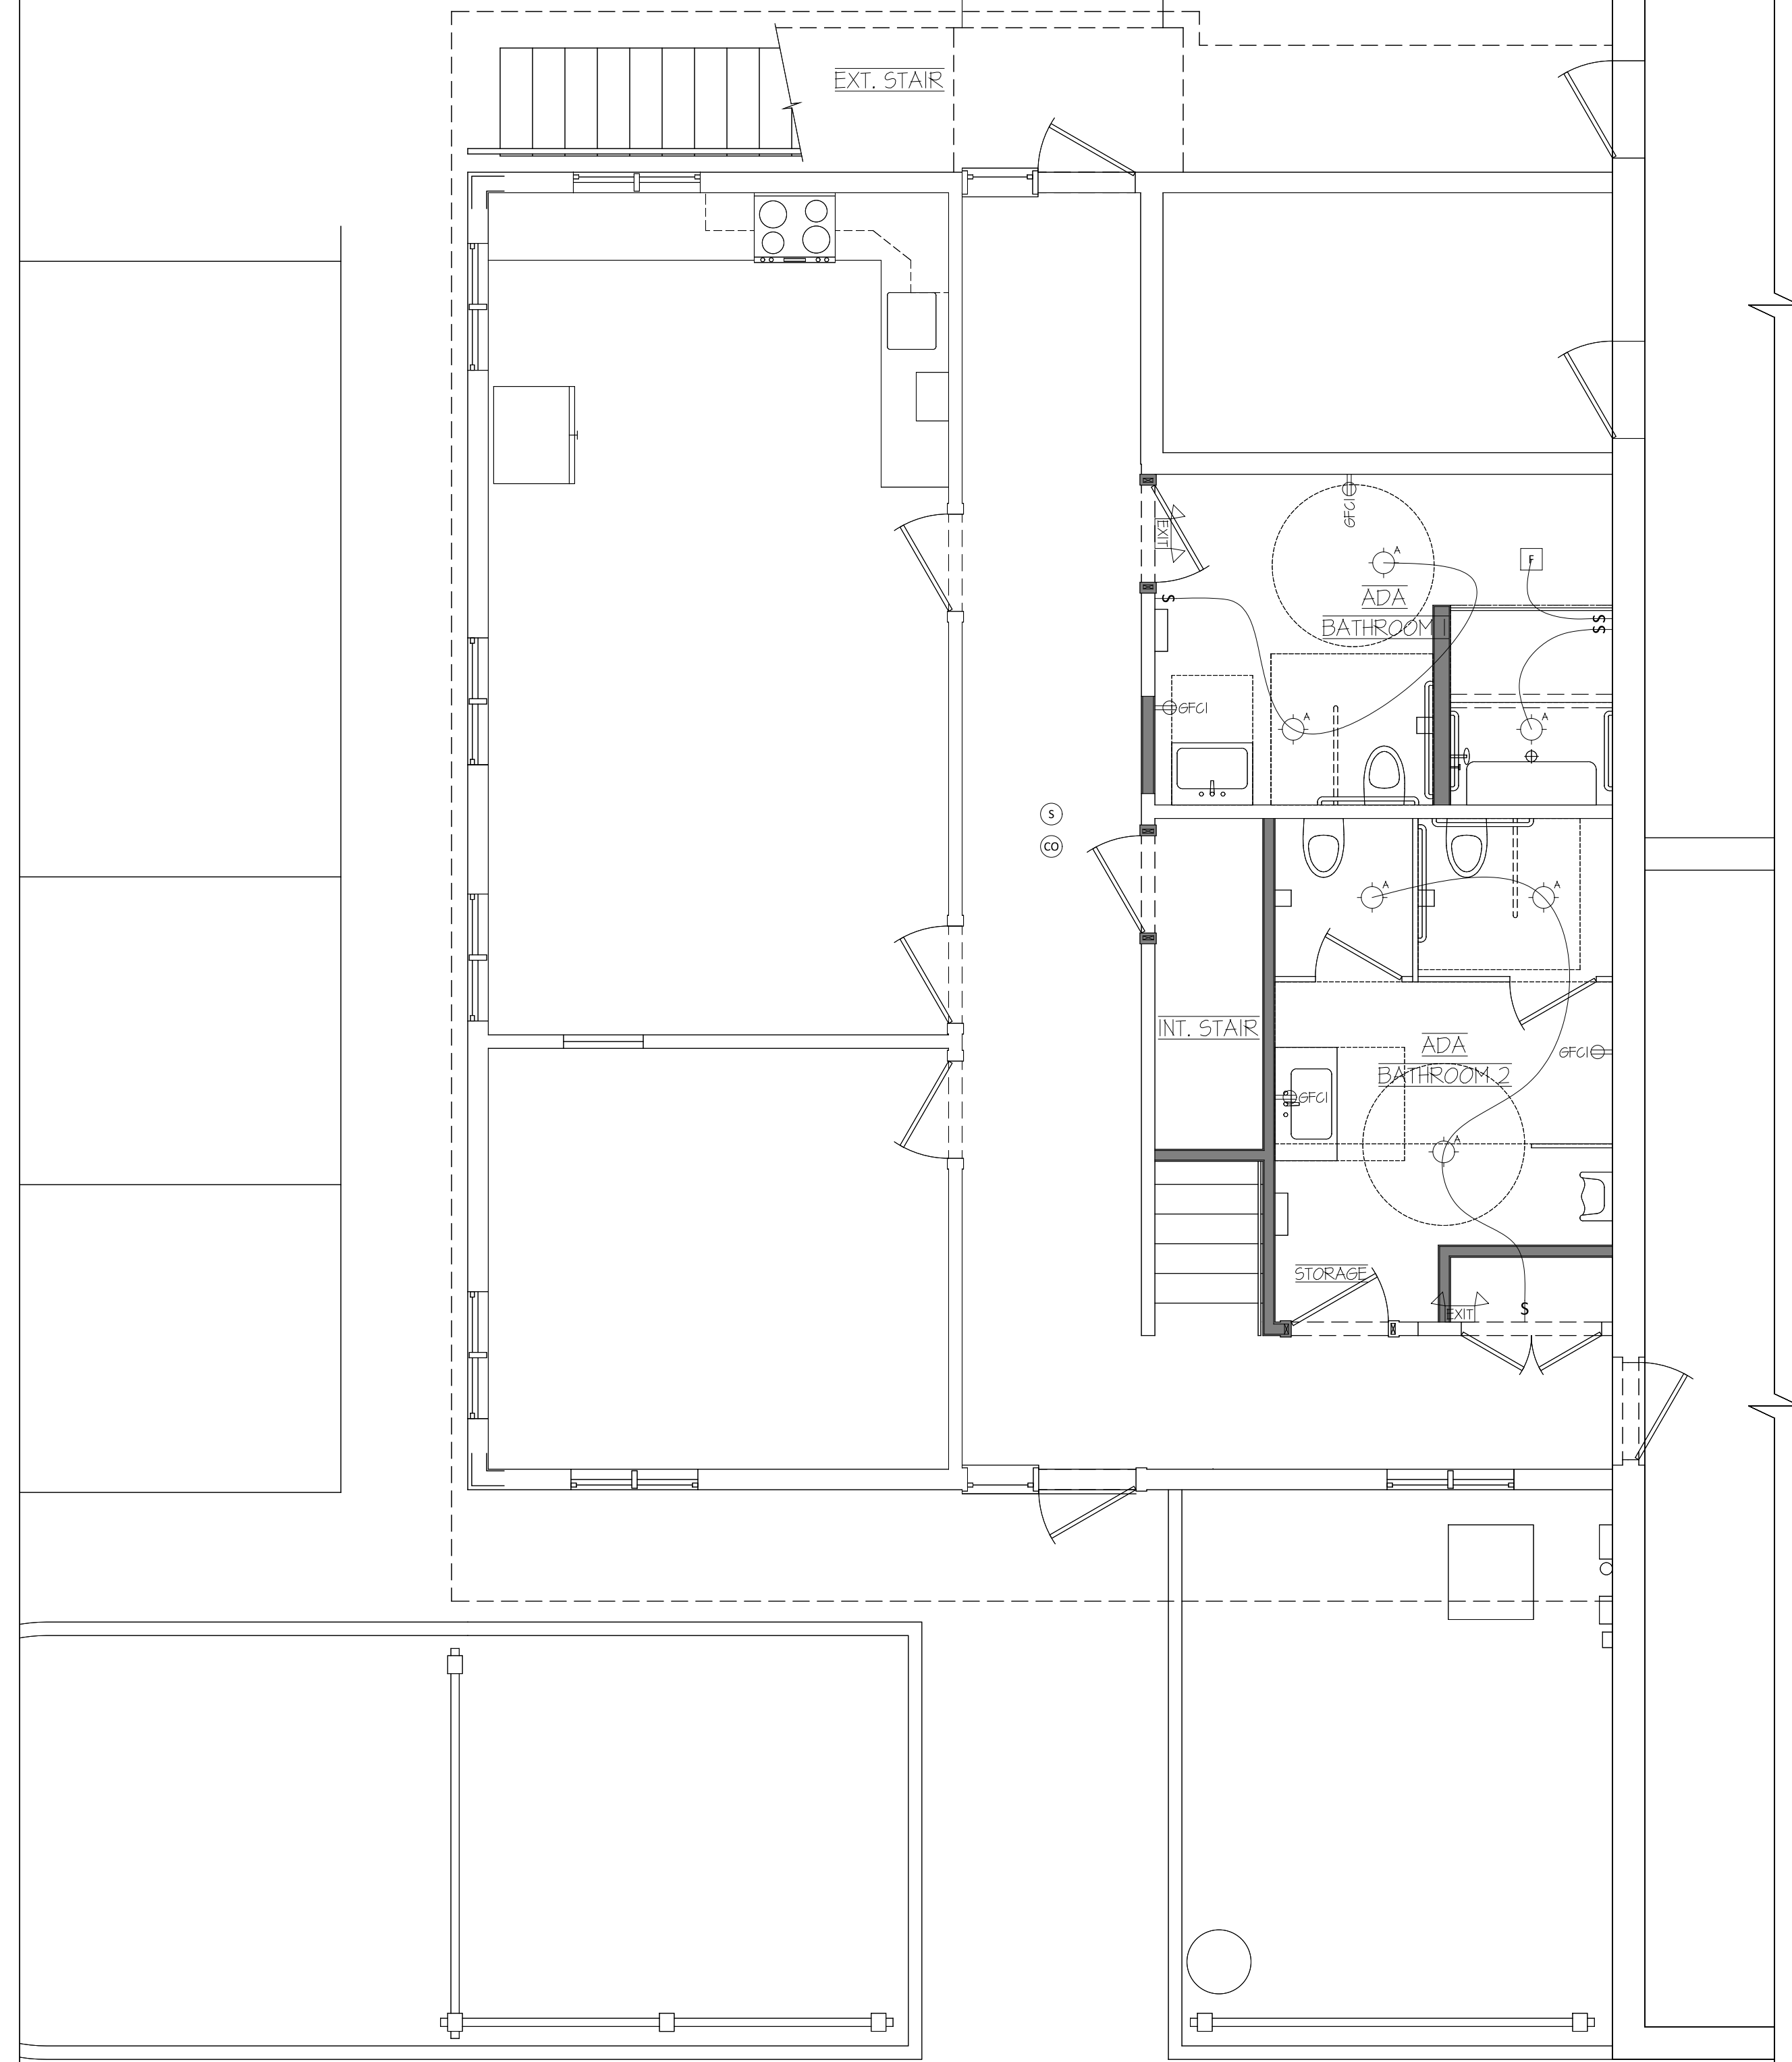 EXT. STAIR
GFCI
EXIT
A
F
ADA
BATHROOM 1
S
S
S
GFCI
A
A
S
CO
A
A
INT. STAIR
ADA
BATHROOM 2
GFCI
GFCI
A
STORAGE
EXIT
S